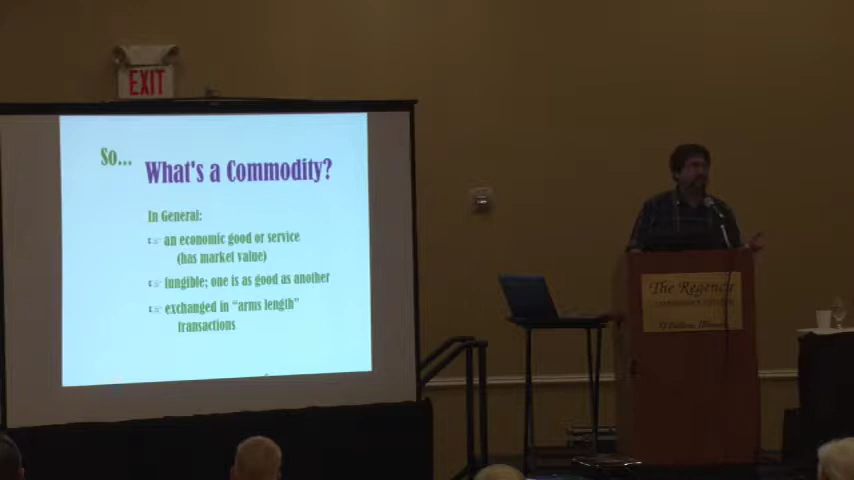 EXIT
So...
What's a Commodity?
In General:
☞ an economic good or service
(has market value)
☞ fungible; one is as good as another
☞ exchanged in “arms length”
transactions
The Regency